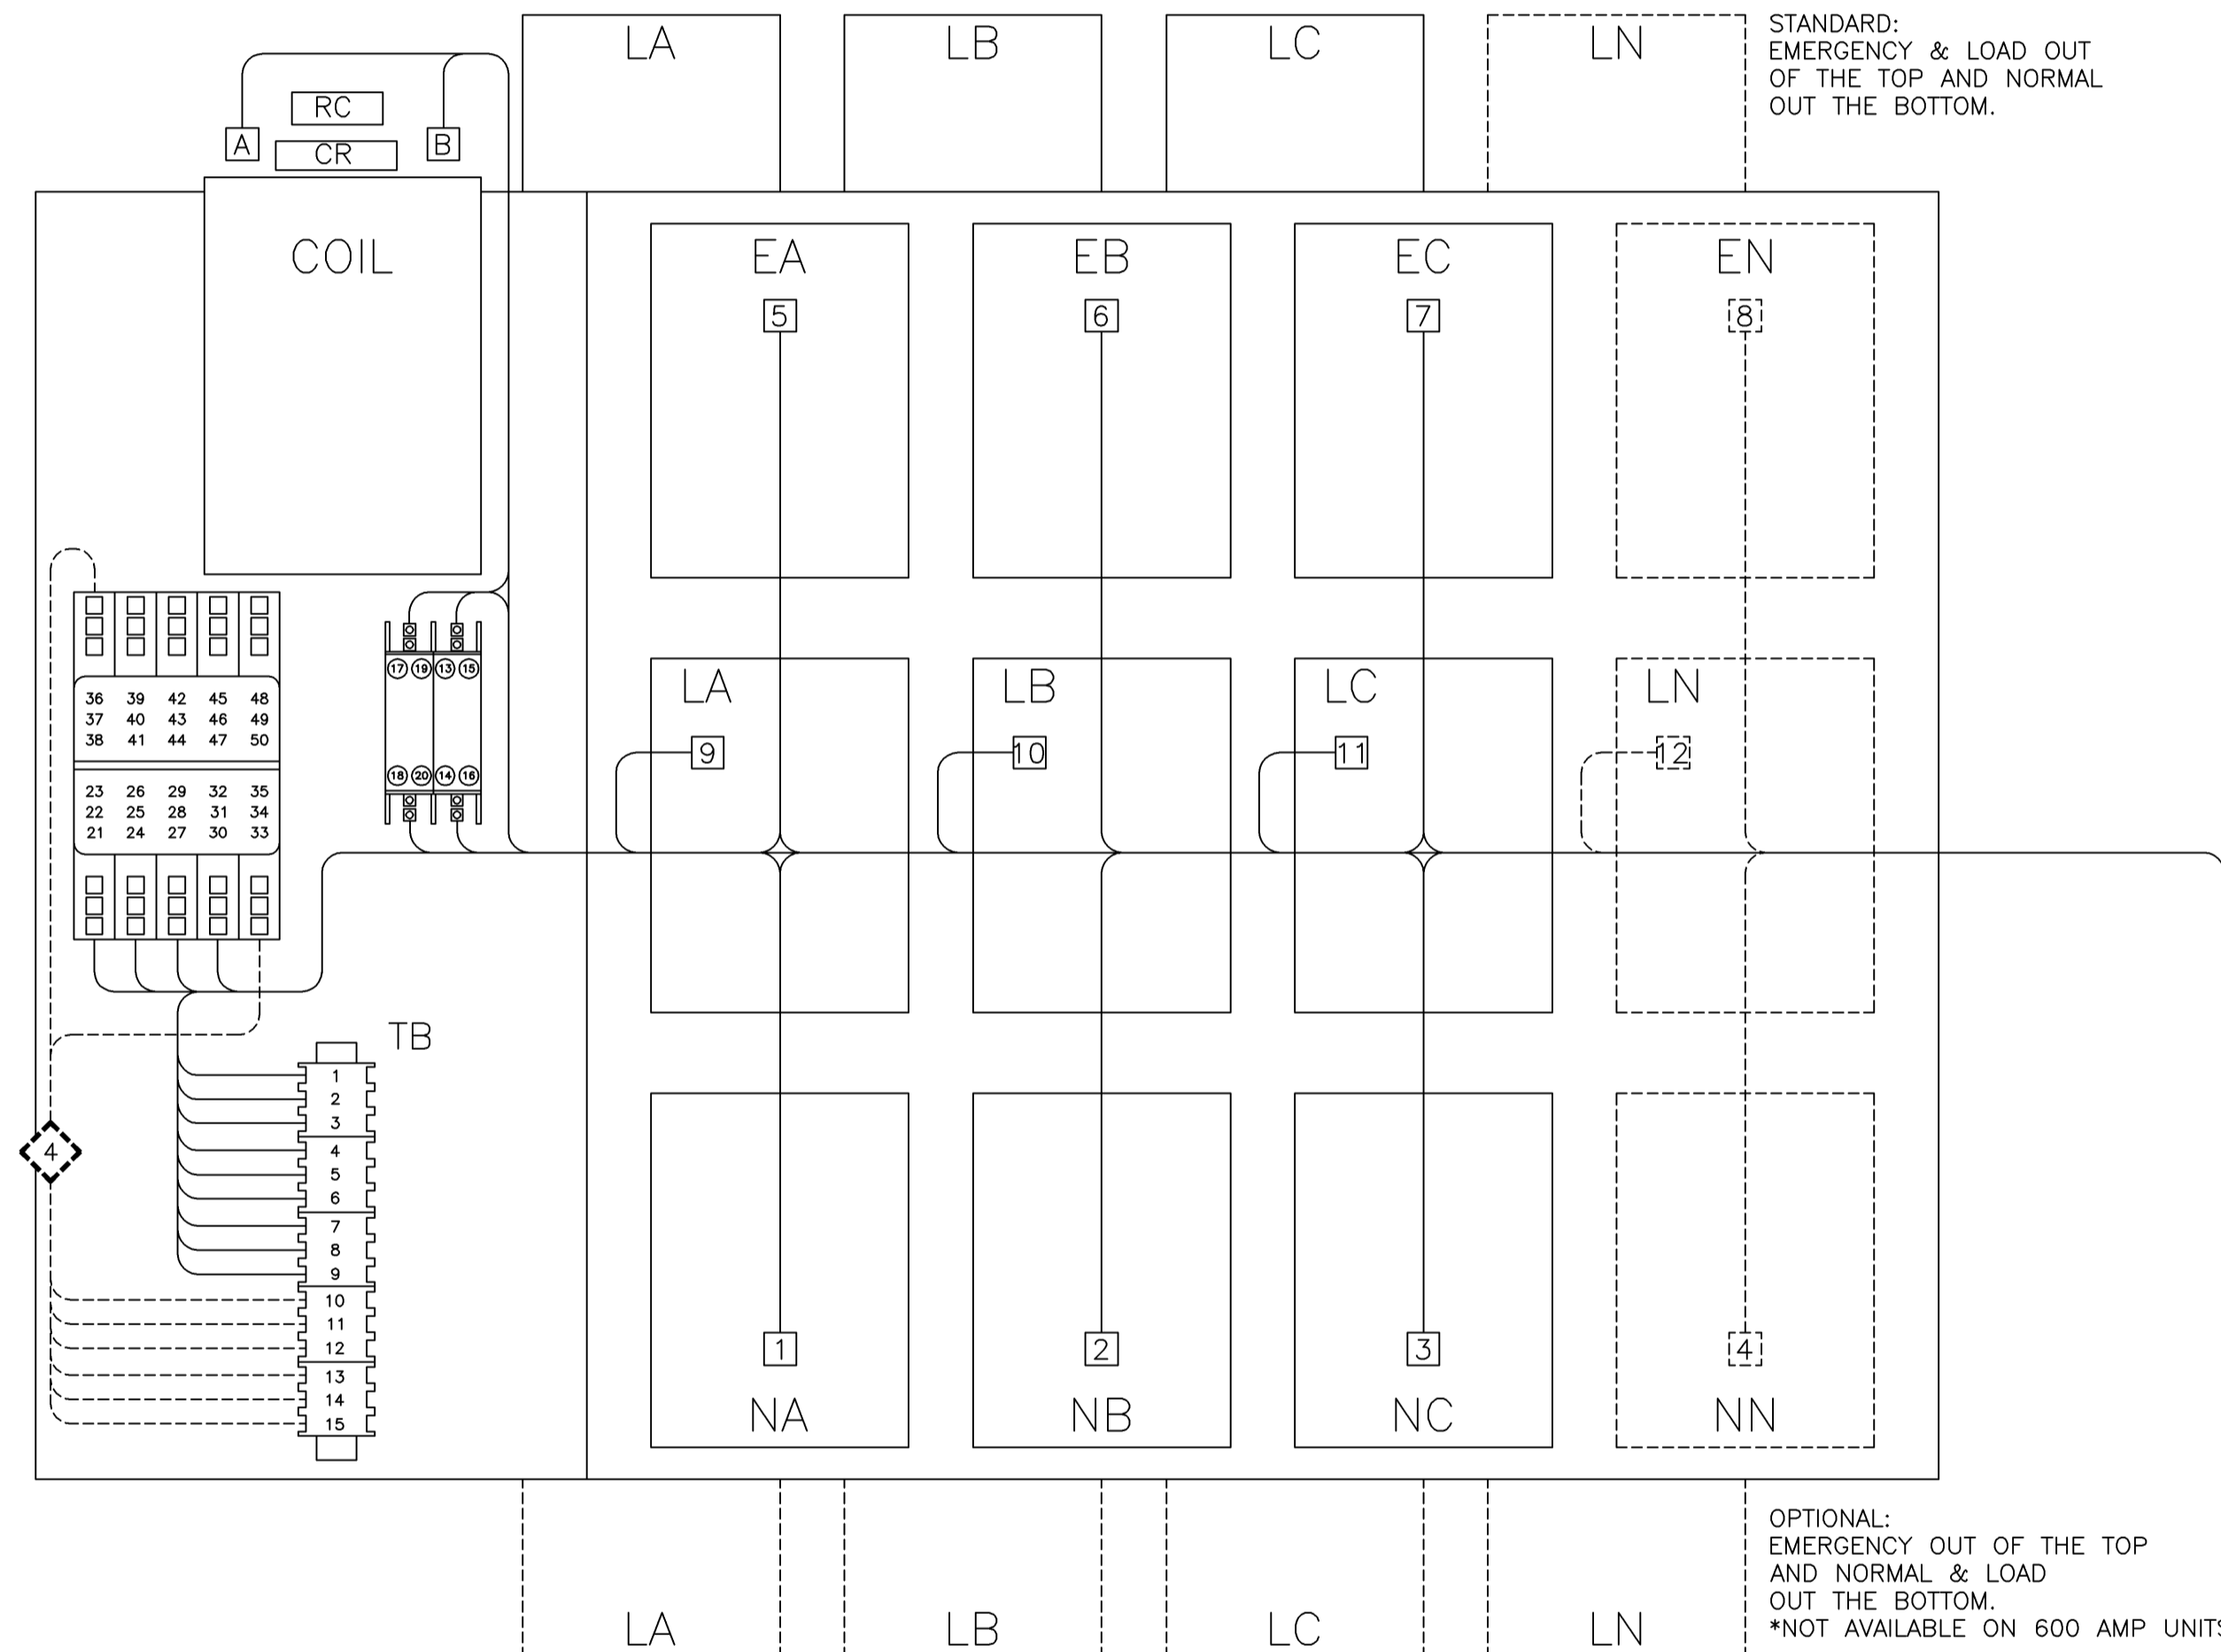 LA LB LC LN
STANDARD:
EMERGENCY & LOAD OUT
OF THE TOP AND NORMAL
OUT THE BOTTOM.
RC
A B
CR
COIL
EA EB EC EN
5 6 7 8
17 19 13 15
LA LB LC LN
36 39 42 45 48
37 40 43 46 49
38 41 44 47 50
9 10 11 12
18 20 14 16
23 26 29 32 35
22 25 28 31 34
21 24 27 30 33
TB
1
2
3
4
4
5
6
7
8
9
10
11
12
13
14
15
1 2 3 4
NA NB NC NN
OPTIONAL:
EMERGENCY OUT OF THE TOP
AND NORMAL & LOAD
OUT THE BOTTOM.
*NOT AVAILABLE ON 600 AMP UNITS
LA LB LC LN